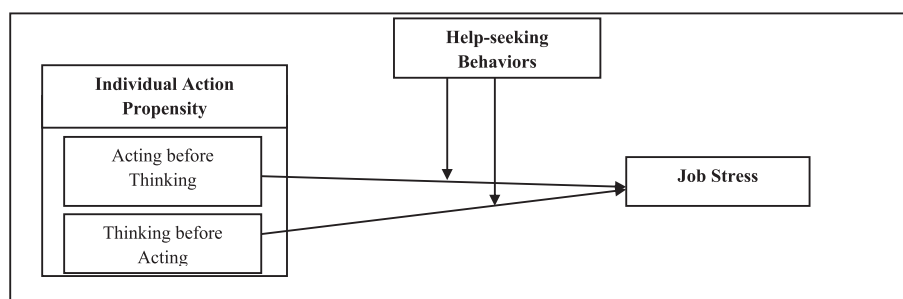 Help-seeking
Behaviors
Individual Action
Propensity
Acting before
Thinking
Job Stress
Thinking before
Acting